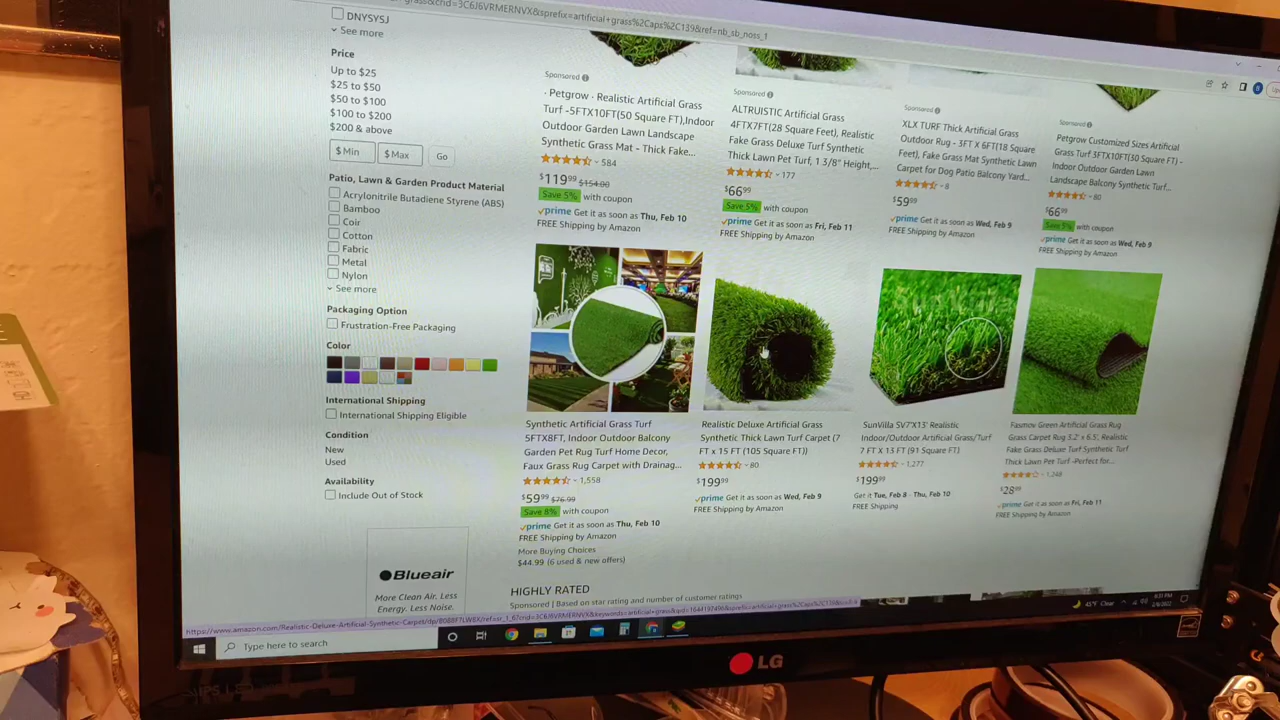 DNYSYSJ
See more
Price
Up to $25
$25 to $50
$50 to $100
$100 to $200
$200 & above
$ Min
$ Max
Go
Patio, Lawn & Garden Product Material
Acrylonitrile Butadiene Styrene (ABS)
Bamboo
Coir
Cotton
Fabric
Metal
Nylon
See more
Packaging Option
Frustration-Free Packaging
Color
International Shipping
International Shipping Eligible
Condition
New
Used
Availability
Include Out of Stock
Blueair
More Clean Air. Less
Energy. Less Noise.
Sponsored
· Petgrow · Realistic Artificial Grass
Turf -5FTX10FT(50 Square FT),Indoor
Outdoor Garden Lawn Landscape
Synthetic Grass Mat - Thick Fake...
584
$119.99 $154.00
Save 5% with coupon
prime Get it as soon as Thu, Feb 10
FREE Shipping by Amazon
Sponsored
ALTRUISTIC Artificial Grass
4FTX7FT(28 Square Feet), Realistic
Fake Grass Deluxe Turf Synthetic
Thick Lawn Pet Turf, 1 3/8" Height,...
177
$66.99
Save 5% with coupon
prime Get it as soon as Fri, Feb 11
FREE Shipping by Amazon
Sponsored
XLX TURF Thick Artificial Grass
Outdoor Rug - 3FT X 6FT(18 Square
Feet), Fake Grass Mat Synthetic Lawn
Carpet for Dog Patio Balcony Yard...
8
$59.99
prime Get it as soon as Wed, Feb 9
FREE Shipping by Amazon
Sponsored
Petgrow Customized Sizes Artificial
Grass Turf 3FTX10FT(30 Square FT) -
Indoor Outdoor Garden Lawn
Landscape Balcony Synthetic Turf...
80
$66.99
Save 5% with coupon
prime Get it as soon as Wed, Feb 9
FREE Shipping by Amazon
Synthetic Artificial Grass Turf
5FTX8FT, Indoor Outdoor Balcony
Garden Pet Rug Turf Home Decor,
Faux Grass Rug Carpet with Drainag...
1,558
$59.99 $76.99
Save 8% with coupon
prime Get it as soon as Thu, Feb 10
FREE Shipping by Amazon
More Buying Choices
$44.99 (6 used & new offers)
Realistic Deluxe Artificial Grass
Synthetic Thick Lawn Turf Carpet (7
FT x 15 FT (105 Square FT))
80
$199.99
prime Get it as soon as Wed, Feb 9
FREE Shipping by Amazon
SunVilla SV7'X13' Realistic
Indoor/Outdoor Artificial Grass/Turf
7 FT X 13 FT (91 Square FT)
1,277
$199.99
Get it Tue, Feb 8 - Thu, Feb 10
FREE Shipping
Fasmov Green Artificial Grass Rug
Grass Carpet Rug 3.2' x 6.5', Realistic
Fake Grass Deluxe Turf Synthetic
Thick Lawn Pet Turf -Perfect for...
1,248
$28
prime Get it as soon as Fri, Feb 11
FREE Shipping by Amazon
HIGHLY RATED
Sponsored | Based on star rating and number of customer ratings
Type here to search
43°F Clear
LG